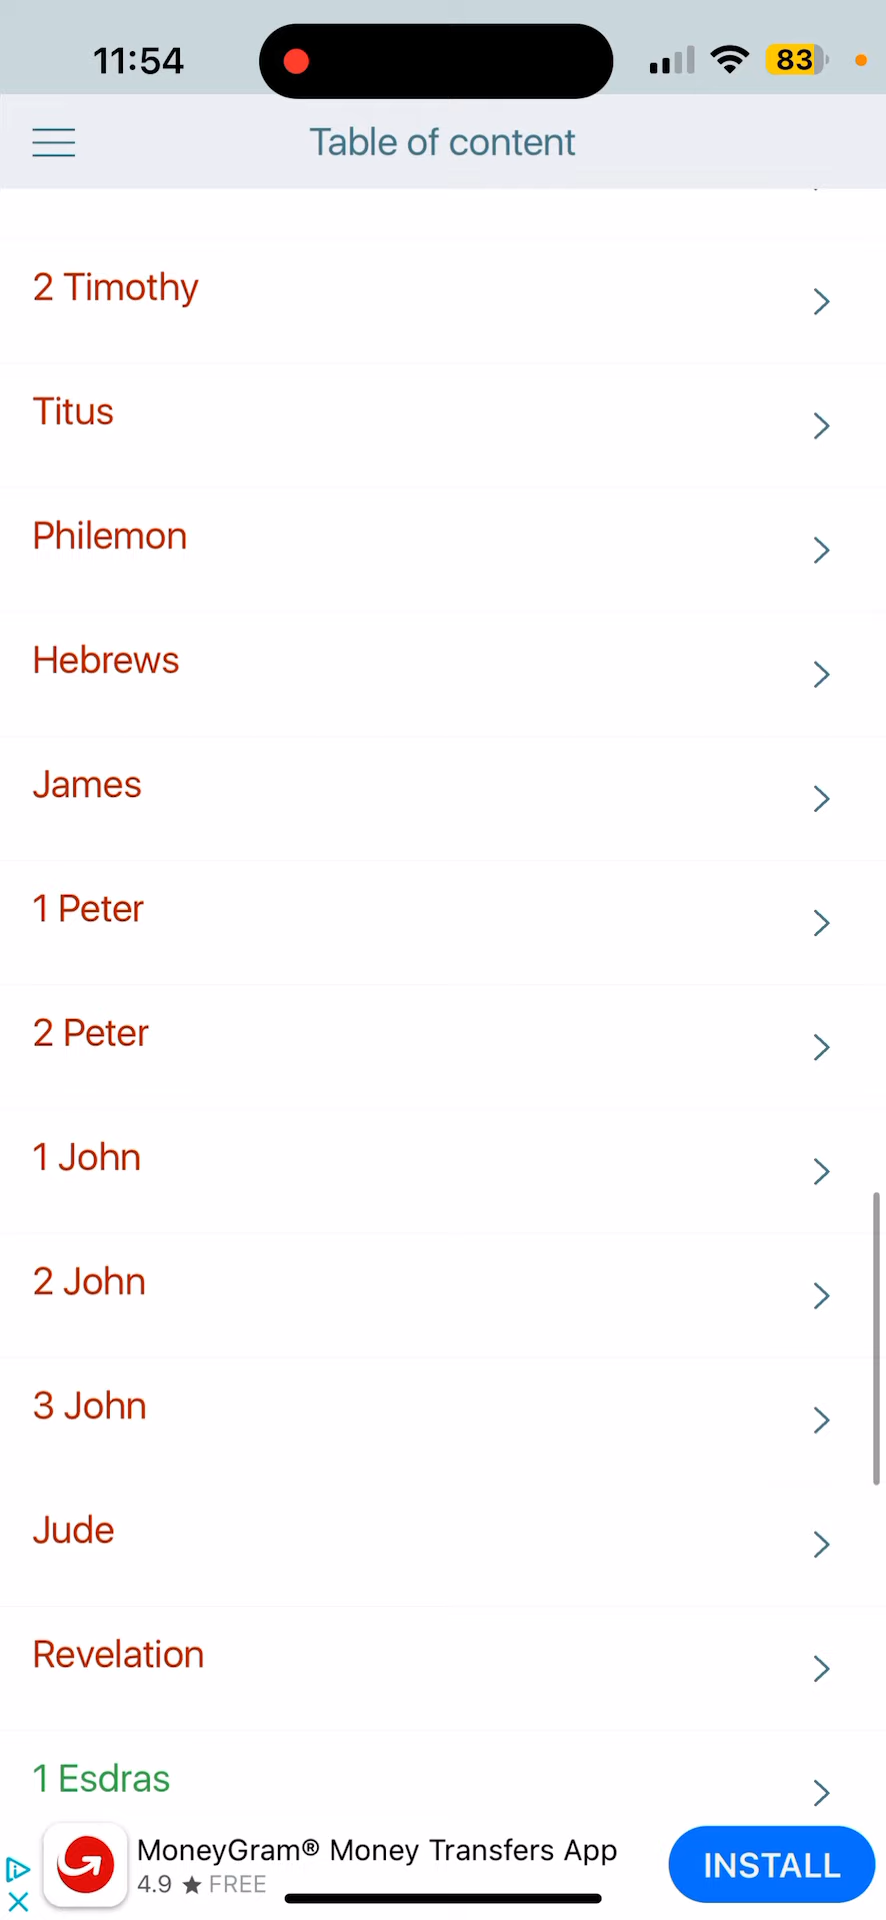 11:54
83
Table of content
2 Timothy
Titus
Philemon
Hebrews
James
1 Peter
2 Peter
1 John
2 John
3 John
Jude
Revelation
1 Esdras
MoneyGram® Money Transfers App
4.9 ★ FREE
INSTALL